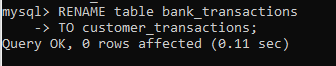 mysql> RENAME table bank_transactions
    -> TO customer_transactions;
Query OK, 0 rows affected (0.11 sec)